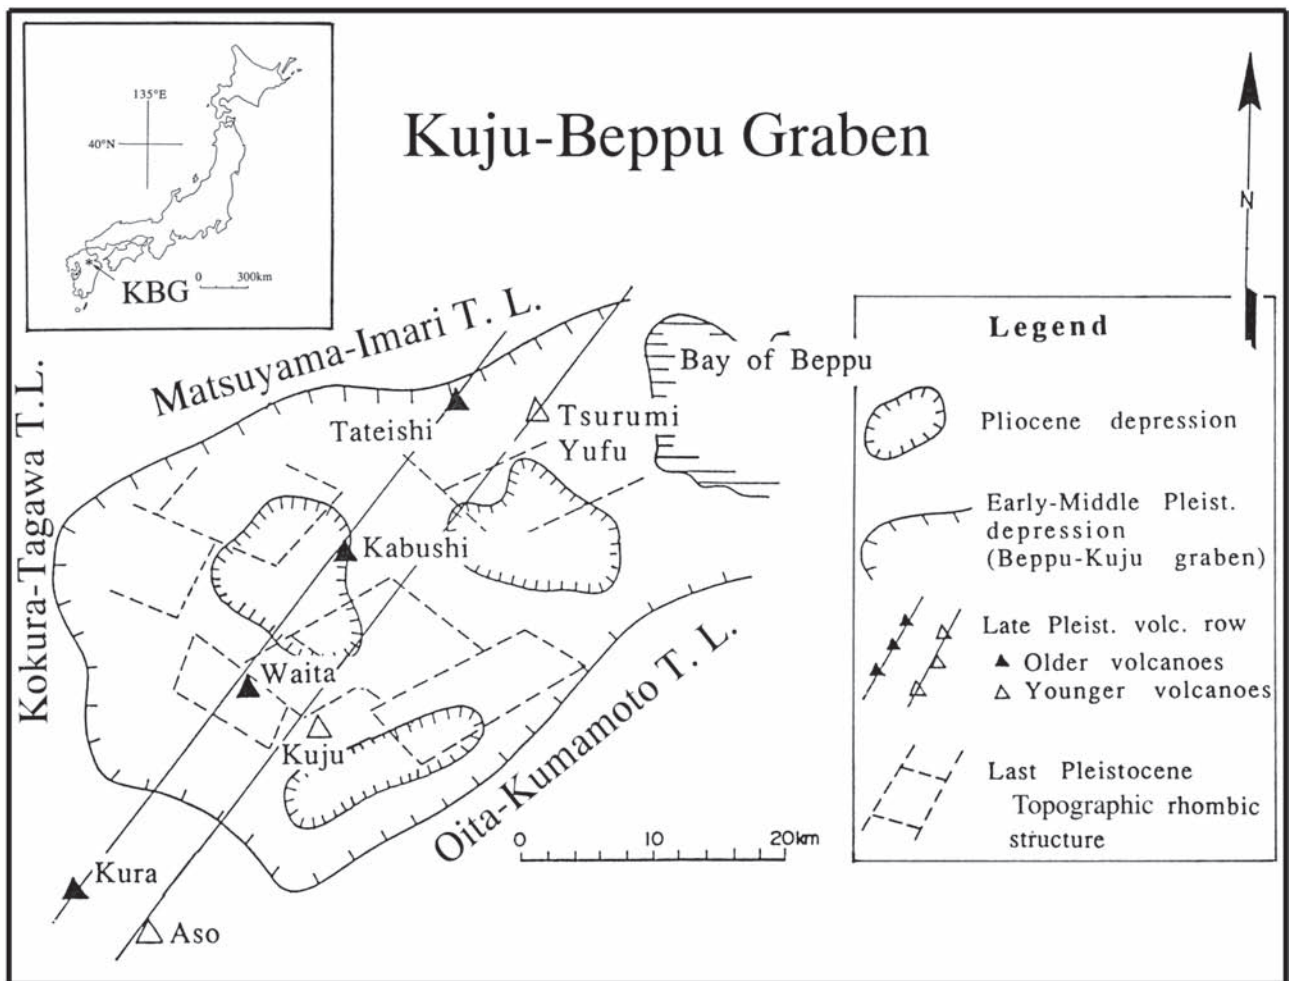 Kuju-Beppu Graben
135°E
40°N
KBG
0 300km
N
Matsuyama-Imari T. L.
Kokura-Tagawa T.L.
Oita-Kumamoto T. L.
Bay of Beppu
Tateishi
Tsurumi
Yufu
Kabushi
Waita
Kuju
Kura
Aso
0 10 20km
Legend
Pliocene depression
Early-Middle Pleist.
depression
(Beppu-Kuju graben)
Late Pleist. volc. row
Older volcanoes
Younger volcanoes
Last Pleistocene
Topographic rhombic
structure